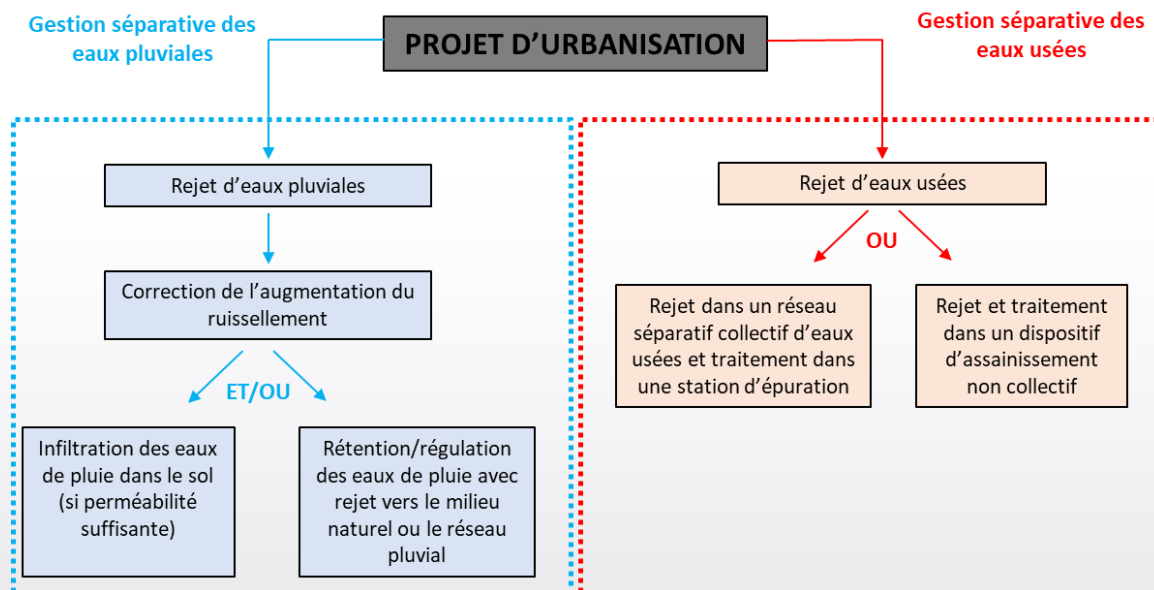 Gestion séparative des
eaux pluviales
PROJET D’URBANISATION
Gestion séparative des
eaux usées
Rejet d’eaux pluviales
Correction de l’augmentation du
ruissellement
ET/OU
Infiltration des eaux
de pluie dans le sol
(si perméabilité
suffisante)
Rétention/régulation
des eaux de pluie avec
rejet vers le milieu
naturel ou le réseau
pluvial
Rejet d’eaux usées
OU
Rejet dans un réseau
séparatif collectif d’eaux
usées et traitement dans
une station d’épuration
Rejet et traitement
dans un dispositif
d’assainissement
non collectif